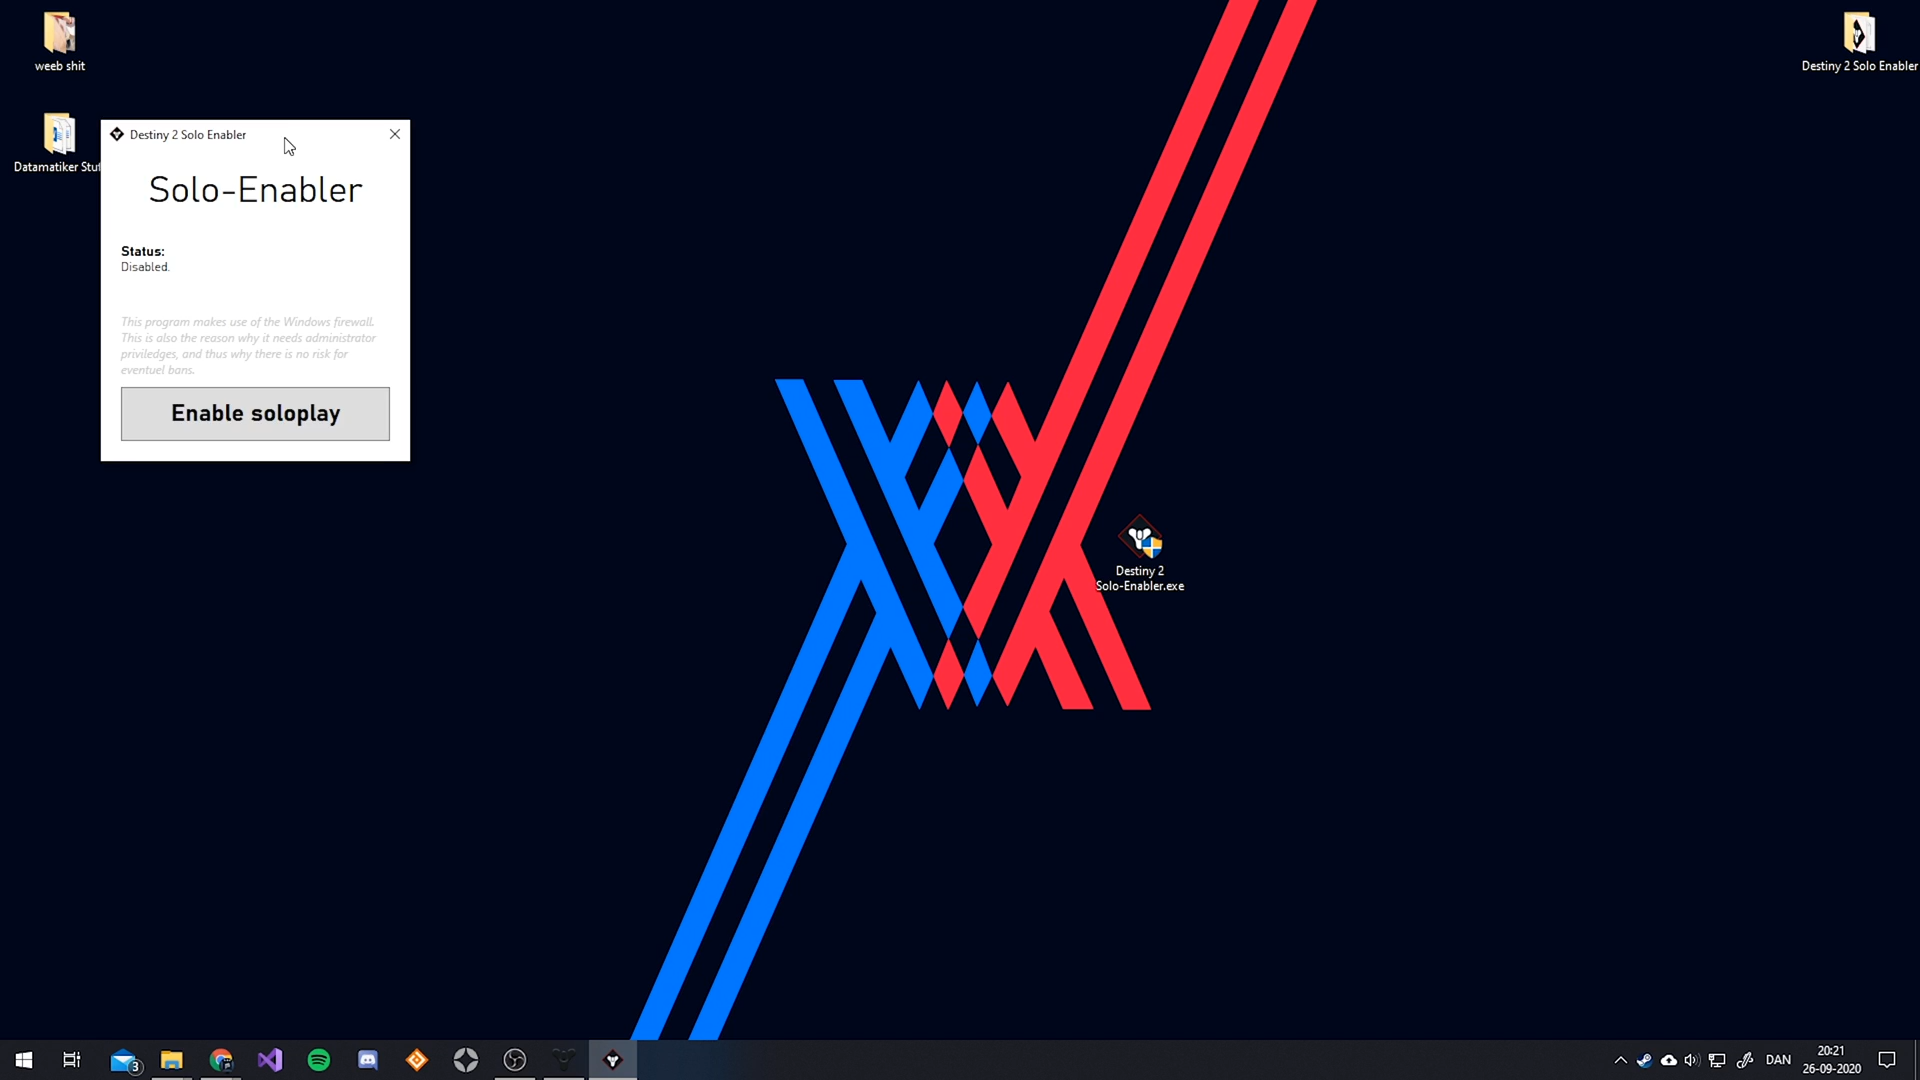 weeb shit
Destiny 2 Solo Enabler
Datamatiker Stuf
Destiny 2 Solo Enabler
Solo-Enabler
Status:
Disabled.
This program makes use of the Windows firewall.
This is also the reason why it needs administrator
priviledges, and thus why there is no risk for
eventuel bans.
Enable soloplay
Destiny 2
Solo-Enabler.exe
3
DAN
20:21
26-09-2020